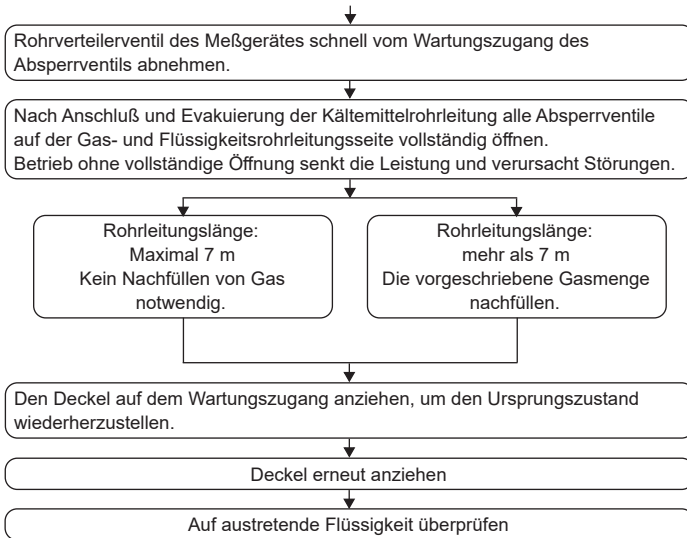 Rohrverteilerventil des Meßgerätes schnell vom Wartungszugang des
Absperrventils abnehmen.
Nach Anschluß und Evakuierung der Kältemittelrohrleitung alle Absperrventile
auf der Gas- und Flüssigkeitsrohrleitungsseite vollständig öffnen.
Betrieb ohne vollständige Öffnung senkt die Leistung und verursacht Störungen.
Rohrleitungslänge:
Maximal 7 m
Kein Nachfüllen von Gas
notwendig.
Rohrleitungslänge:
mehr als 7 m
Die vorgeschriebene Gasmenge
nachfüllen.
Den Deckel auf dem Wartungszugang anziehen, um den Ursprungszustand
wiederherzustellen.
Deckel erneut anziehen
Auf austretende Flüssigkeit überprüfen